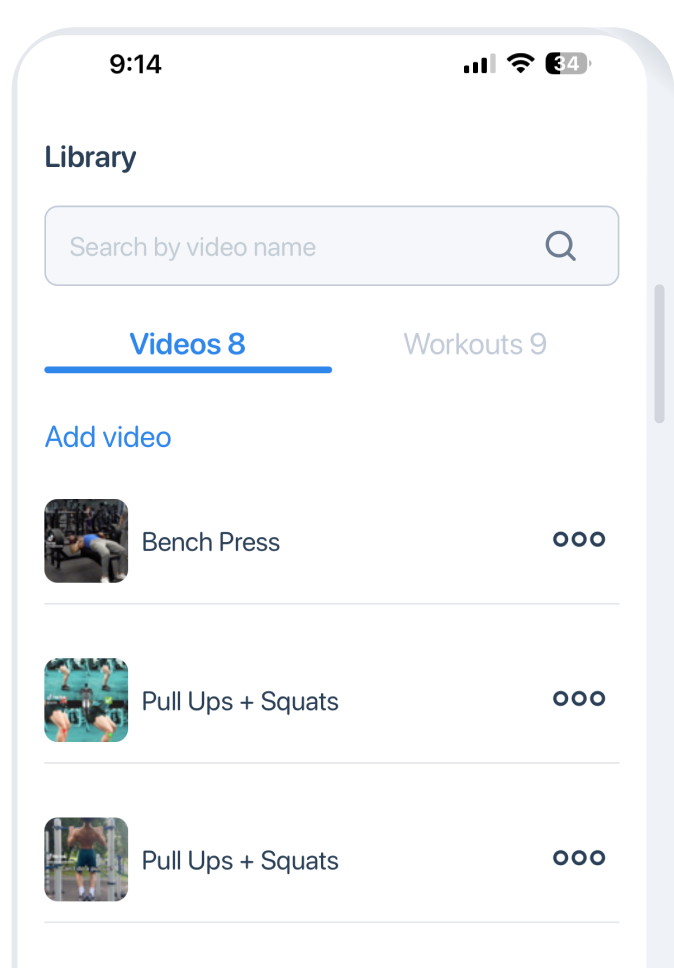 9:14
34
Library
Search by video name
Videos 8
Workouts 9
Add video
Bench Press
Pull Ups + Squats
Pull Ups + Squats